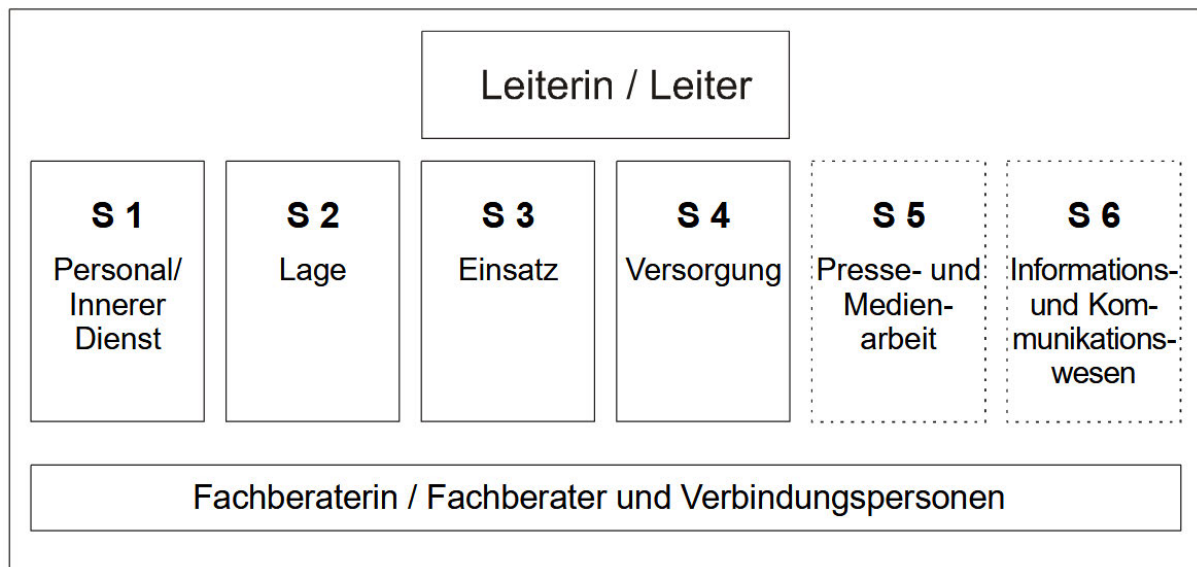 Leiterin / Leiter
S 1
Personal/
Innerer
Dienst
S 2
Lage
S 3
Einsatz
S 4
Versorgung
S 5
Presse- und
Medien-
arbeit
S 6
Informations-
und Kom-
munikations-
wesen
Fachberaterin / Fachberater und Verbindungspersonen